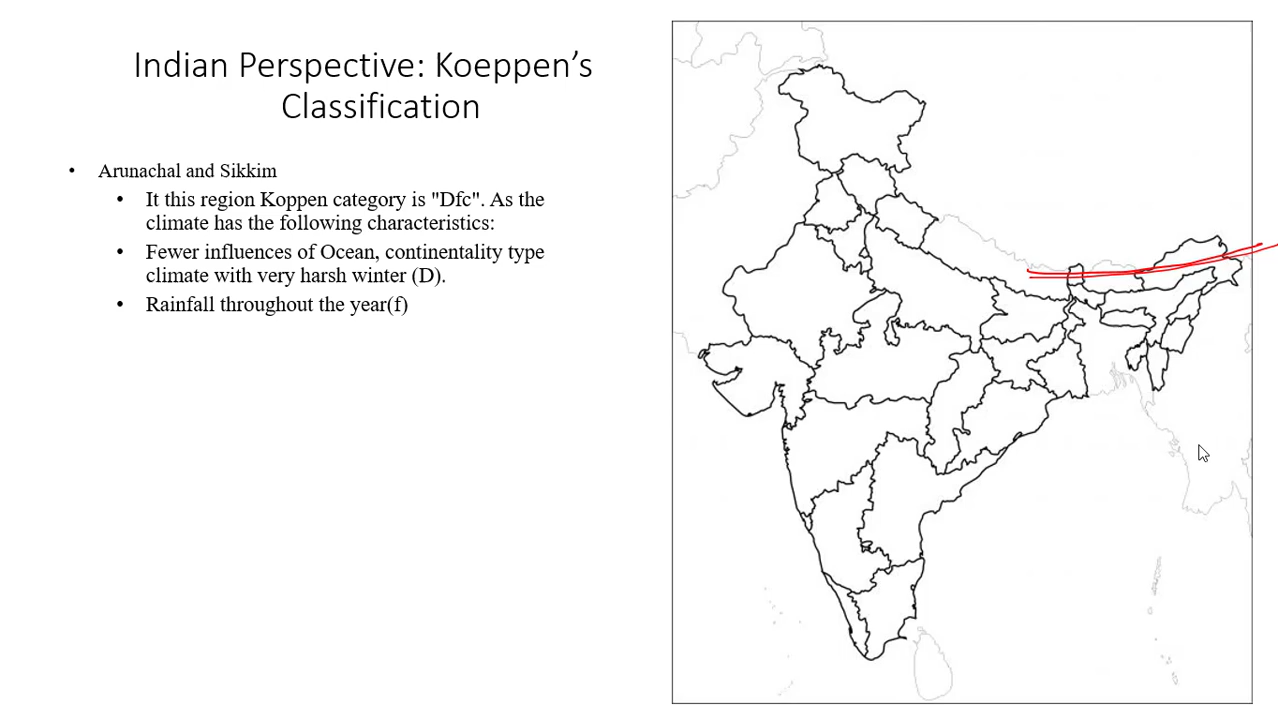 Indian Perspective: Koeppen’s
Classification
• Arunachal and Sikkim
• It this region Koppen category is "Dfc". As the
climate has the following characteristics:
• Fewer influences of Ocean, continentality type
climate with very harsh winter (D).
• Rainfall throughout the year(f)